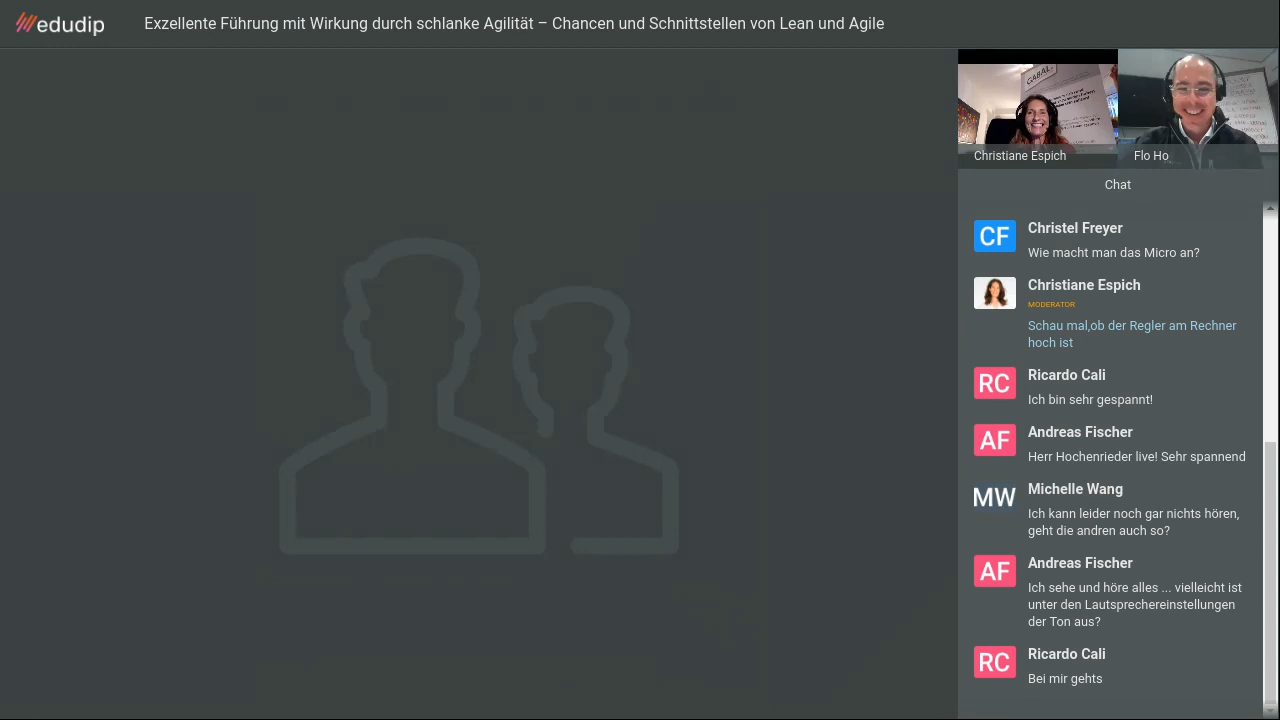 edudip
Exzellente Führung mit Wirkung durch schlanke Agilität – Chancen und Schnittstellen von Lean und Agile
GABAL
Christiane Espich
Flo Ho
Chat
CF
Christel Freyer
Wie macht man das Micro an?
Christiane Espich
MODERATOR
Schau mal,ob der Regler am Rechner
hoch ist
RC
Ricardo Cali
Ich bin sehr gespannt!
AF
Andreas Fischer
Herr Hochenrieder live! Sehr spannend
MW
Michelle Wang
Ich kann leider noch gar nichts hören,
geht die andren auch so?
AF
Andreas Fischer
Ich sehe und höre alles ... vielleicht ist
unter den Lautsprechereinstellungen
der Ton aus?
RC
Ricardo Cali
Bei mir gehts